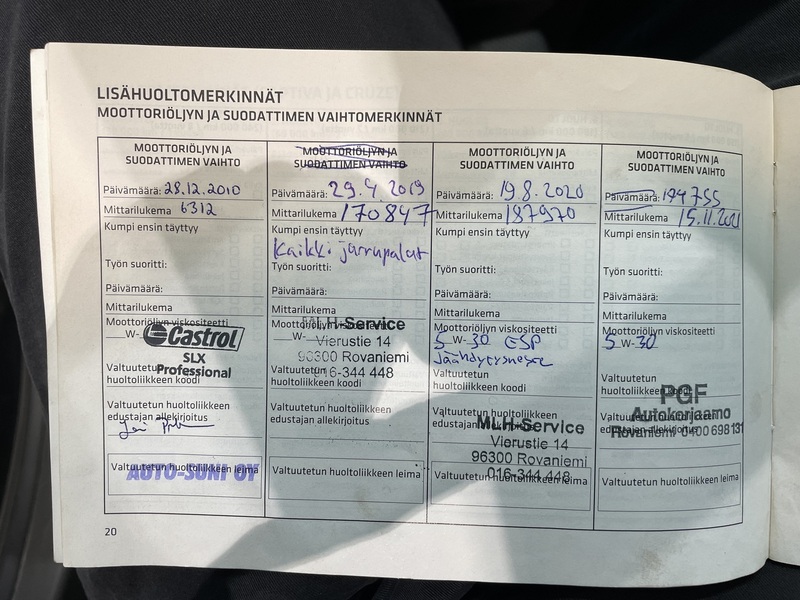 LISÄHUOLTOMERKINNÄT
MOOTTORIÖLJYN JA SUODATTIMEN VAIHTOMERKINNÄT
MOOTTORIÖLJYN JA
SUODATTIMEN VAIHTO
Päivämäärä: 28.12.2010
Mittarilukema 6312
Kumpi ensin täyttyy
Työn suoritti:
Päivämäärä:
Mittarilukema
Moottoriöljyn viskositeetti
W-
Castrol
SLX
Professional
Valtuutetun
huoltoliikkeen koodi
Valtuutetun huoltoliikkeen
edustajan allekirjoitus
Valtuutetun huoltoliikkeen leima
AUTO-SUNI OY
MOOTTORIÖLJYN JA
SUODATTIMEN VAIHTO
Päivämäärä: 29.4.2019
Mittarilukema 170847
Kumpi ensin täyttyy
Kaikki jarrupalat
Työn suoritti:
Päivämäärä:
Mittarilukema
Moottoriöljyn viskositeetti
W-
MLH-Service
Vierustie 14
96300 Rovaniemi
016-344 448
Valtuutetun
huoltoliikkeen koodi
Valtuutetun huoltoliikkeen
edustajan allekirjoitus
Valtuutetun huoltoliikkeen leima
MOOTTORIÖLJYN JA
SUODATTIMEN VAIHTO
Päivämäärä: 19.8.2020
Mittarilukema 187970
Kumpi ensin täyttyy
Työn suoritti:
Päivämäärä:
Mittarilukema
Moottoriöljyn viskositeetti
5 W-30 ESP
Jäähdytysneste
Valtuutetun
huoltoliikkeen koodi
Valtuutetun huoltoliikkeen
edustajan allekirjoitus
MLH-Service
Vierustie 14
96300 Rovaniemi
016-344 448
Valtuutetun huoltoliikkeen leima
MOOTTORIÖLJYN JA
SUODATTIMEN VAIHTO
Päivämäärä: 194755
Mittarilukema 15.11.2021
Kumpi ensin täyttyy
Työn suoritti:
Päivämäärä:
Mittarilukema
Moottoriöljyn viskositeetti
5 W-30
Valtuutetun
huoltoliikkeen koodi
PGF
Autokorjaamo
Rovaniemi 0400 698 131
Valtuutetun huoltoliikkeen
edustajan allekirjoitus
Valtuutetun huoltoliikkeen leima
20